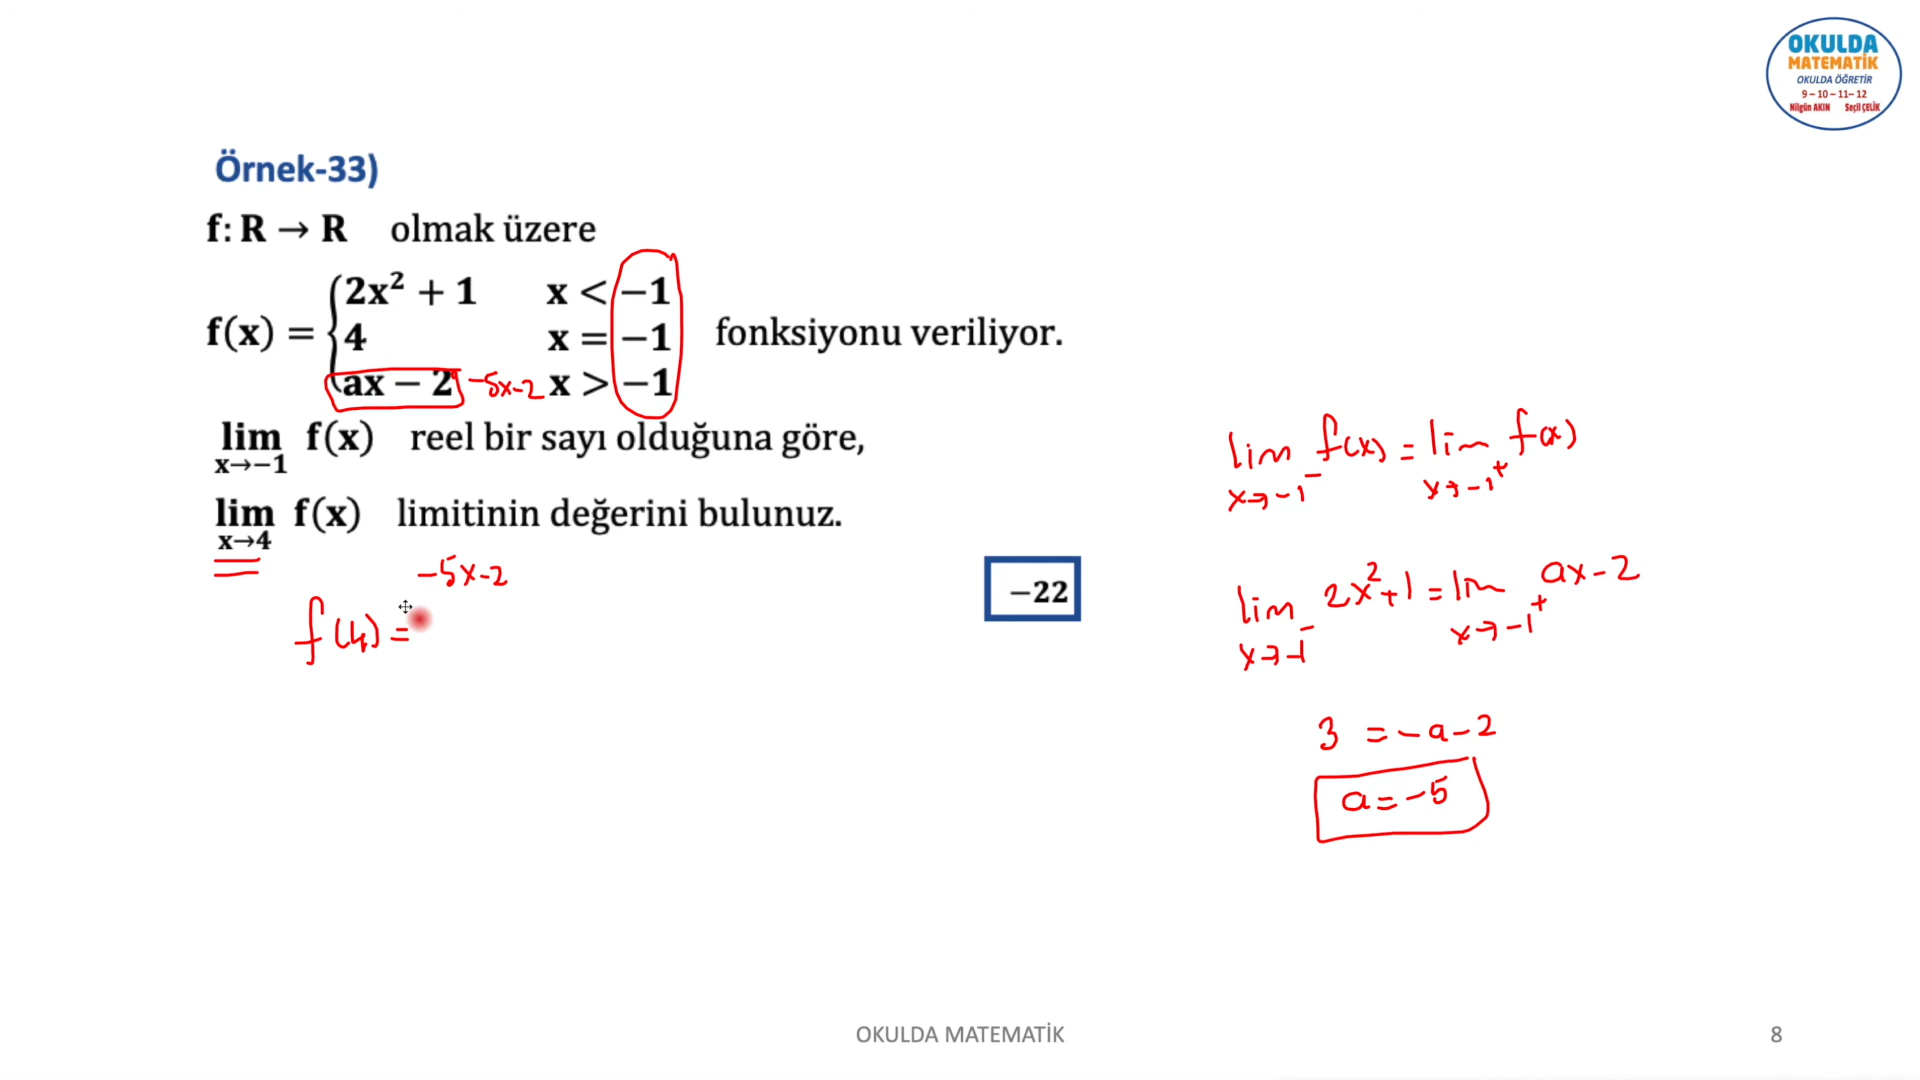 OKULDA
MATEMATİK
OKULDA ÖĞRETİR
9 – 10 – 11– 12
Nilgün AKIN Seçil ÇELİK
Örnek-33)
f: R → R olmak üzere
f(x) = { 2x² + 1 x < −1
4 x = −1 fonksiyonu veriliyor.
ax − 2 -5x-2 x > −1
lim x→−1 f(x) reel bir sayı olduğuna göre,
lim x→4 f(x) limitinin değerini bulunuz.
-5x-2
f(4) =
−22
lim x→-1⁻ f(x) = lim x→-1⁺ f(x)
lim x→-1⁻ 2x²+1 = lim x→-1⁺ ax-2
3 = -a-2
a=-5
OKULDA MATEMATİK
8